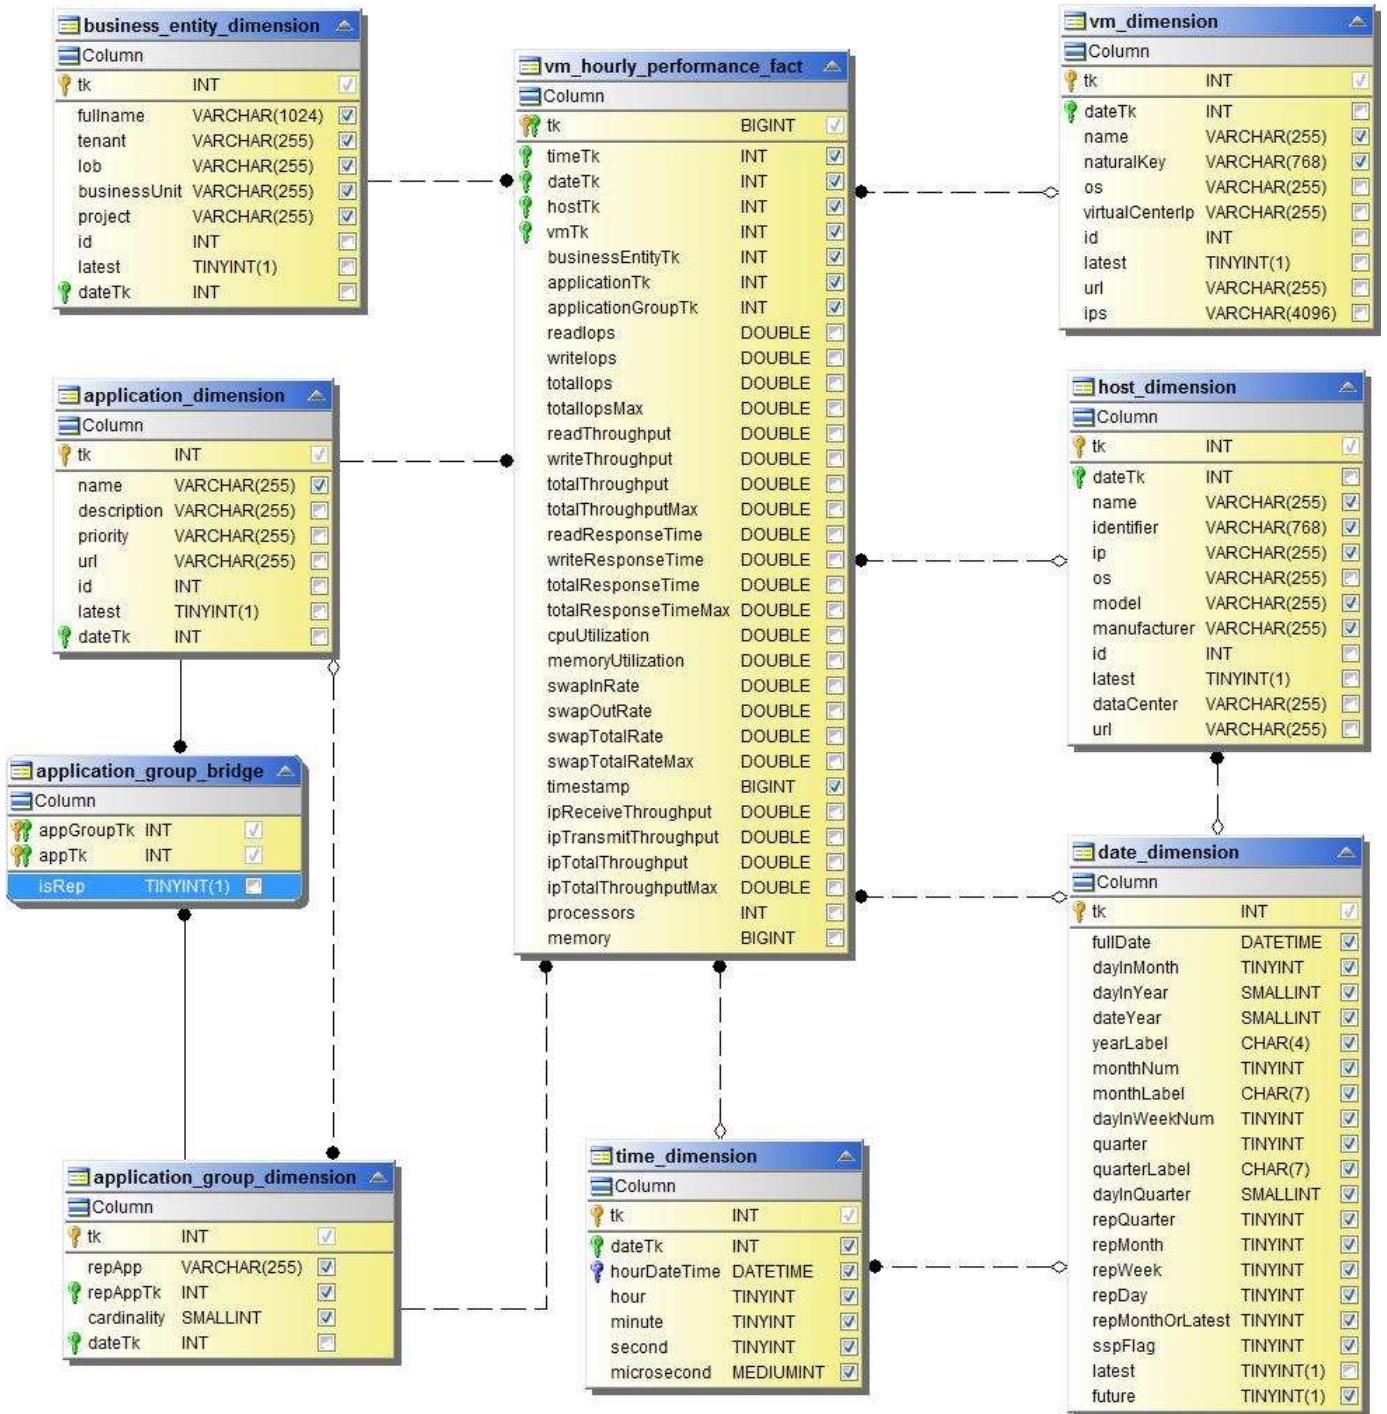 business_entity_dimension
Column
tk INT
fullname VARCHAR(1024)
tenant VARCHAR(255)
lob VARCHAR(255)
businessUnit VARCHAR(255)
project VARCHAR(255)
id INT
latest TINYINT(1)
dateTk INT
application_dimension
Column
tk INT
name VARCHAR(255)
description VARCHAR(255)
priority VARCHAR(255)
url VARCHAR(255)
id INT
latest TINYINT(1)
dateTk INT
application_group_bridge
Column
appGroupTk INT
appTk INT
isRep TINYINT(1)
application_group_dimension
Column
tk INT
repApp VARCHAR(255)
repAppTk INT
cardinality SMALLINT
dateTk INT
vm_hourly_performance_fact
Column
tk BIGINT
timeTk INT
dateTk INT
hostTk INT
vmTk INT
businessEntityTk INT
applicationTk INT
applicationGroupTk INT
readIops DOUBLE
writeIops DOUBLE
totalIops DOUBLE
totalIopsMax DOUBLE
readThroughput DOUBLE
writeThroughput DOUBLE
totalThroughput DOUBLE
totalThroughputMax DOUBLE
readResponseTime DOUBLE
writeResponseTime DOUBLE
totalResponseTime DOUBLE
totalResponseTimeMax DOUBLE
cpuUtilization DOUBLE
memoryUtilization DOUBLE
swapInRate DOUBLE
swapOutRate DOUBLE
swapTotalRate DOUBLE
swapTotalRateMax DOUBLE
timestamp BIGINT
ipReceiveThroughput DOUBLE
ipTransmitThroughput DOUBLE
ipTotalThroughput DOUBLE
ipTotalThroughputMax DOUBLE
processors INT
memory BIGINT
time_dimension
Column
tk INT
dateTk INT
hourDateTime DATETIME
hour TINYINT
minute TINYINT
second TINYINT
microsecond MEDIUMINT
vm_dimension
Column
tk INT
dateTk INT
name VARCHAR(255)
naturalKey VARCHAR(768)
os VARCHAR(255)
virtualCenterIp VARCHAR(255)
id INT
latest TINYINT(1)
url VARCHAR(255)
ips VARCHAR(4096)
host_dimension
Column
tk INT
dateTk INT
name VARCHAR(255)
identifier VARCHAR(768)
ip VARCHAR(255)
os VARCHAR(255)
model VARCHAR(255)
manufacturer VARCHAR(255)
id INT
latest TINYINT(1)
dataCenter VARCHAR(255)
url VARCHAR(255)
date_dimension
Column
tk INT
fullDate DATETIME
dayInMonth TINYINT
dayInYear SMALLINT
dateYear SMALLINT
yearLabel CHAR(4)
monthNum TINYINT
monthLabel CHAR(7)
dayInWeekNum TINYINT
quarter TINYINT
quarterLabel CHAR(7)
dayInQuarter SMALLINT
repQuarter TINYINT
repMonth TINYINT
repWeek TINYINT
repDay TINYINT
repMonthOrLatest TINYINT
sspFlag TINYINT
latest TINYINT(1)
future TINYINT(1)